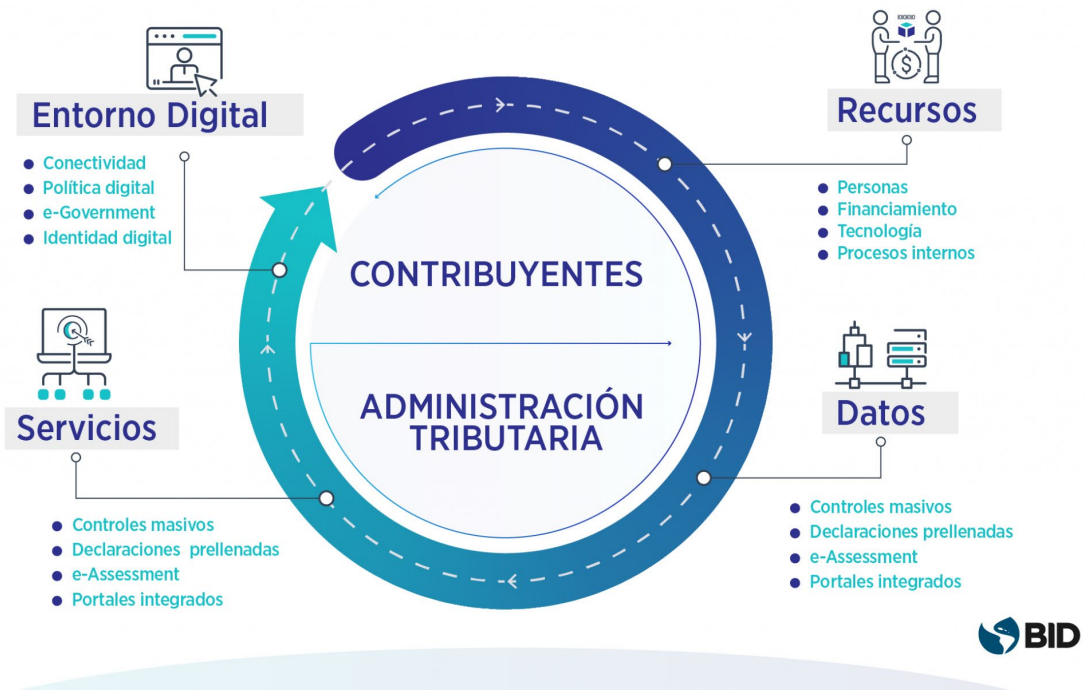 Entorno Digital
Conectividad
Política digital
e-Government
Identidad digital
Recursos
Personas
Financiamiento
Tecnología
Procesos internos
CONTRIBUYENTES
ADMINISTRACIÓN
TRIBUTARIA
Servicios
Controles masivos
Declaraciones prellenadas
e-Assessment
Portales integrados
Datos
Controles masivos
Declaraciones prellenadas
e-Assessment
Portales integrados
BID